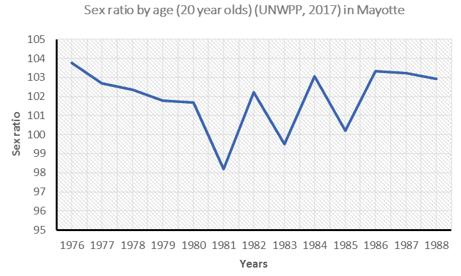 Sex ratio by age (20 year olds) (UNWPP, 2017) in Mayotte
105
104
103
102
101
100
99
98
97
96
95
Sex ratio
1976 1977 1978 1979 1980 1981 1982 1983 1984 1985 1986 1987 1988
Years